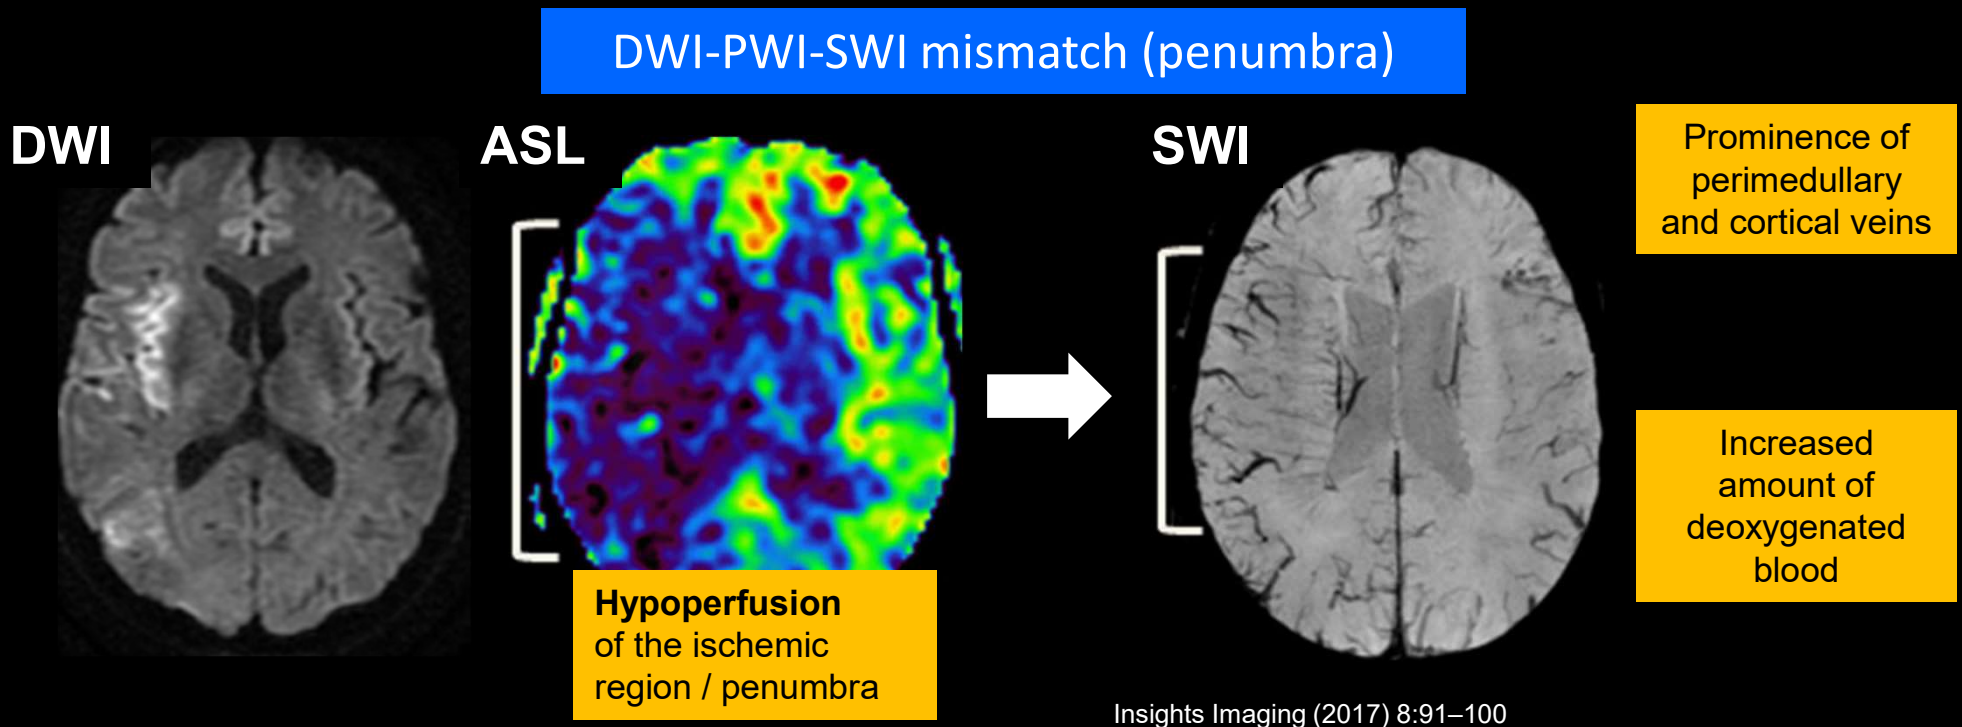 DWI-PWI-SWI mismatch (penumbra)
DWI
ASL
SWI
Prominence of
perimedullary
and cortical veins
Increased
amount of
deoxygenated
blood
Hypoperfusion
of the ischemic
region / penumbra
Insights Imaging (2017) 8:91–100